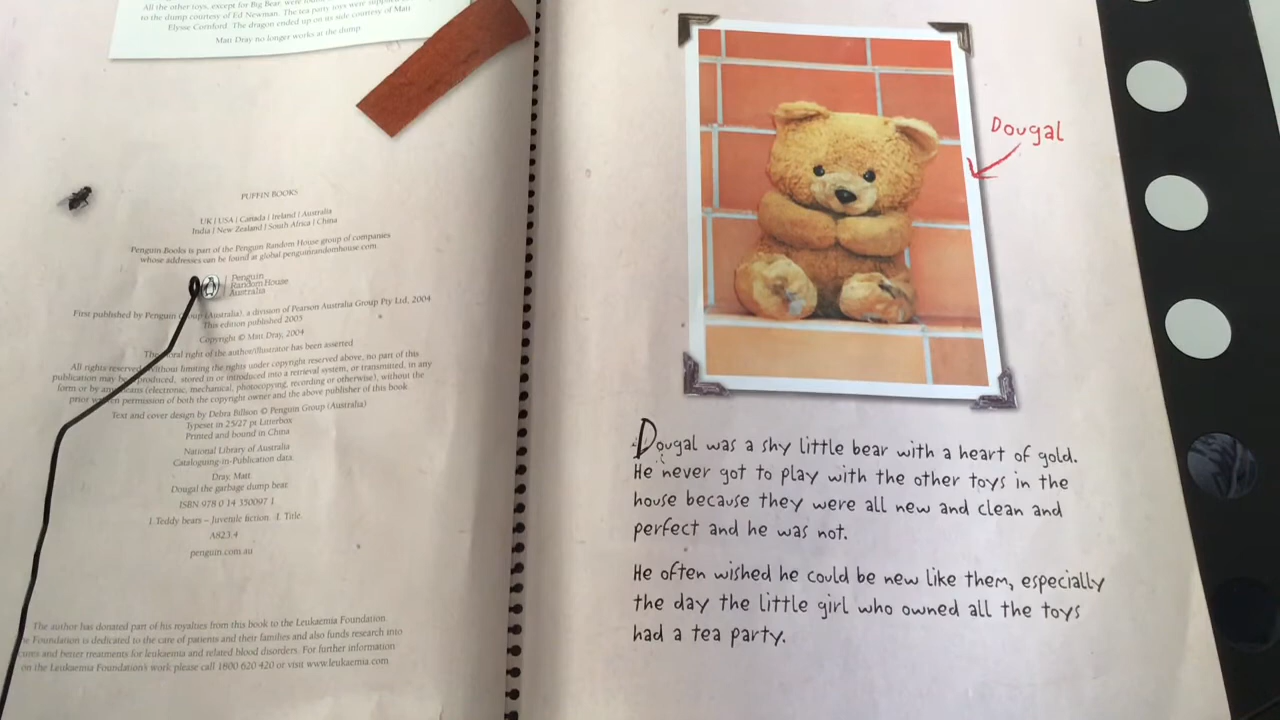 All the other toys, except for Big Bear, were
to the dump courtesy of Ed Newman. The tea party toys were
Elysse Cornford. The dragon ended up on its side courtesy of Matt
Matt Dray no longer works at the dump
PUFFIN BOOKS
UK | USA | Canada | Ireland | Australia
India | New Zealand | South Africa | China
Penguin Books is part of the Penguin Random House group of companies
whose addresses can be found at global.penguinrandomhouse.com.
Penguin
Random House
Australia
First published by Penguin Group (Australia), a division of Pearson Australia Group Pty Ltd, 2004
This edition published 2005
Copyright © Matt Dray, 2004
The moral right of the author/illustrator has been asserted
All rights reserved. Without limiting the rights under copyright reserved above, no part of this
publication may be reproduced, stored in or introduced into a retrieval system, or transmitted, in any
form or by any means (electronic, mechanical, photocopying, recording or otherwise), without the
prior written permission of both the copyright owner and the above publisher of this book.
Text and cover design by Debra Billson © Penguin Group (Australia)
Typeset in 25/27 pt Litterbox
Printed and bound in China
National Library of Australia
Cataloguing-in-Publication data:
Dray, Matt.
Dougal the garbage dump bear.
ISBN 978 0 14 350097 1
1. Teddy bears – Juvenile fiction. I. Title.
A823.4
penguin.com.au
The author has donated part of his royalties from this book to the Leukaemia Foundation.
e Foundation is dedicated to the care of patients and their families and also funds research into
cures and better treatments for leukaemia and related blood disorders. For further information
on the Leukaemia Foundation's work please call 1800 620 420 or visit www.leukaemia.com
Dougal
Dougal was a shy little bear with a heart of gold.
He never got to play with the other toys in the
house because they were all new and clean and
perfect and he was not.
He often wished he could be new like them, especially
the day the little girl who owned all the toys
had a tea party.